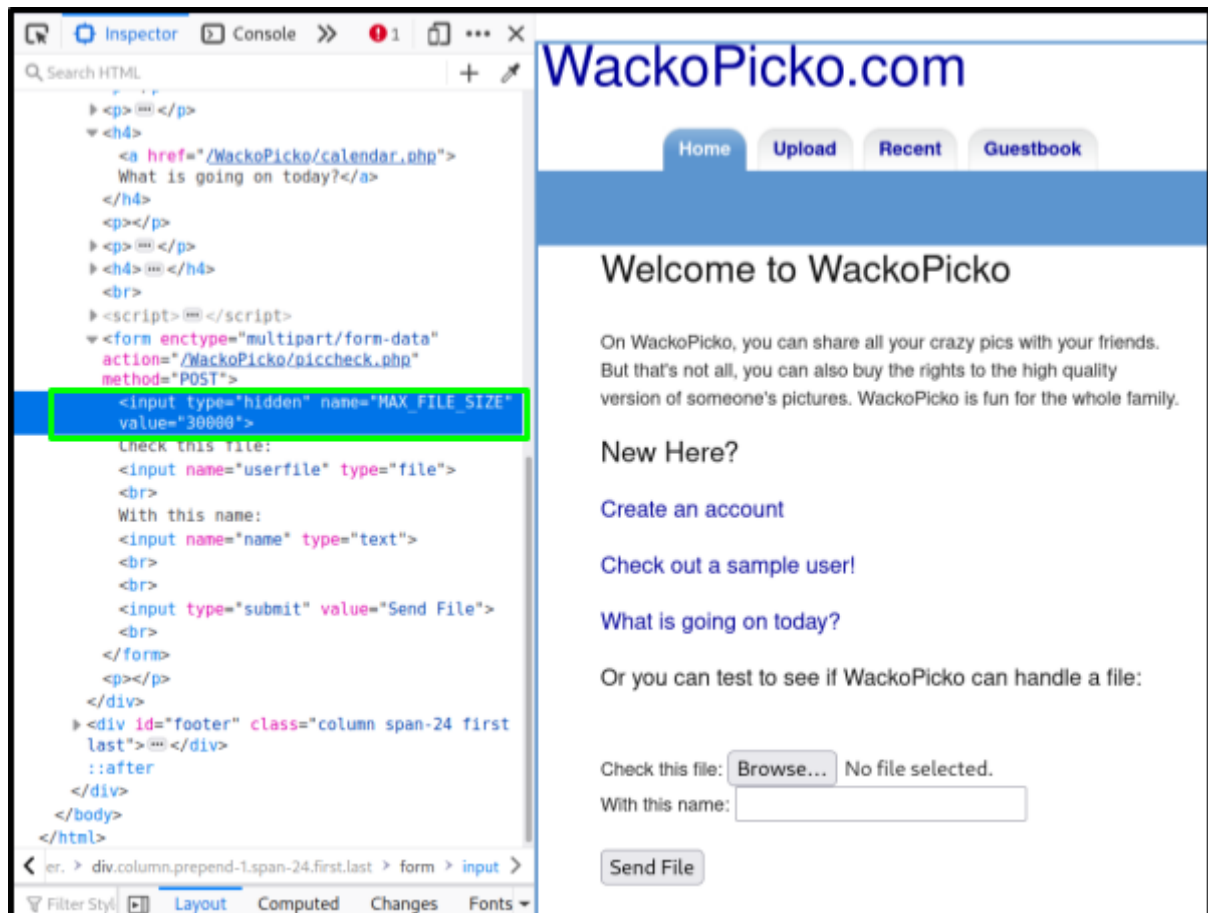 Inspector Console 1
Search HTML
<p> </p>
<h4>
<a href="/WackoPicko/calendar.php">
What is going on today?</a>
</h4>
<p></p>
<p> </p>
<h4> </h4>
<br>
<script> </script>
<form enctype="multipart/form-data"
action="/WackoPicko/piccheck.php"
method="POST">
<input type="hidden" name="MAX_FILE_SIZE"
value="30000">
Check this file:
<input name="userfile" type="file">
<br>
With this name:
<input name="name" type="text">
<br>
<br>
<input type="submit" value="Send File">
<br>
</form>
<p></p>
</div>
<div id="footer" class="column span-24 first
last"> </div>
::after
</div>
</body>
</html>
er. > div.column.prepend-1.span-24.first.last > form > input
Filter Styl Layout Computed Changes Fonts
WackoPicko.com
Home Upload Recent Guestbook
Welcome to WackoPicko
On WackoPicko, you can share all your crazy pics with your friends.
But that's not all, you can also buy the rights to the high quality
version of someone's pictures. WackoPicko is fun for the whole family.
New Here?
Create an account
Check out a sample user!
What is going on today?
Or you can test to see if WackoPicko can handle a file:
Check this file: Browse... No file selected.
With this name:
Send File